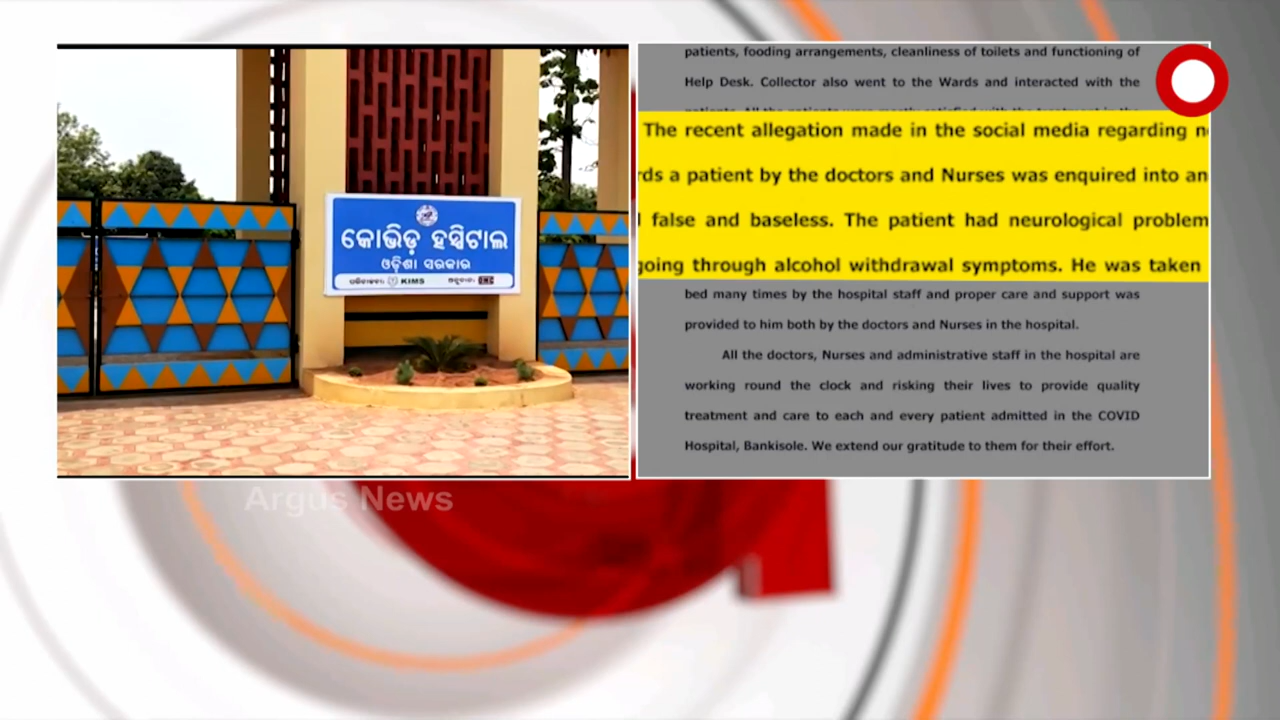 କୋଭିଡ଼ ହସ୍ପିଟାଲ
ଓଡ଼ିଶା ସରକାର
KIMS
patients, fooding arrangements, cleanliness of toilets and functioning of
Help Desk. Collector also went to the Wards and interacted with the
The recent allegation made in the social media regarding
a patient by the doctors and Nurses was enquired into
false and baseless. The patient had neurological problem
going through alcohol withdrawal symptoms. He was taken
bed many times by the hospital staff and proper care and support was
provided to him both by the doctors and Nurses in the hospital.
All the doctors, Nurses and administrative staff in the hospital are
working round the clock and risking their lives to provide quality
treatment and care to each and every patient admitted in the COVID
Hospital, Bankisole. We extend our gratitude to them for their effort.
Argus News